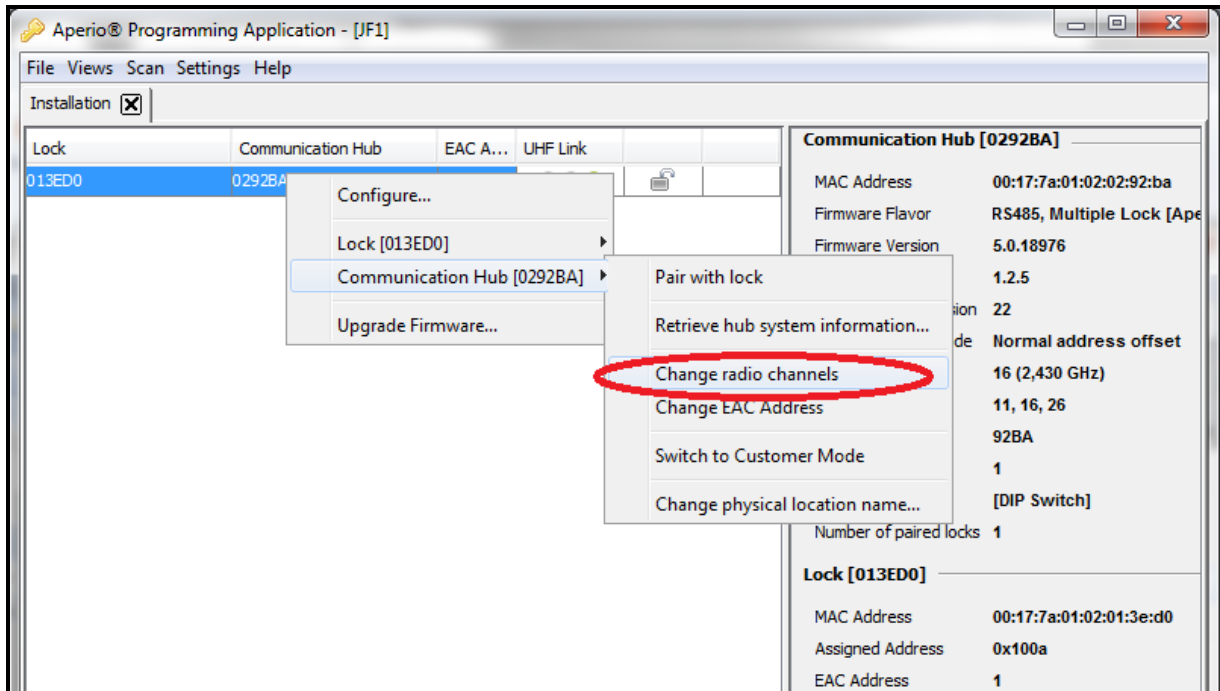 Aperio® Programming Application - [JF1]
File Views Scan Settings Help
Installation
Lock Communication Hub EAC A... UHF Link
013ED0 0292BA
Configure...
Lock [013ED0]
Communication Hub [0292BA]
Upgrade Firmware...
Pair with lock
Retrieve hub system information...
Change radio channels
Change EAC Address
Switch to Customer Mode
Change physical location name...
Communication Hub [0292BA]
MAC Address 00:17:7a:01:02:02:92:ba
Firmware Flavor RS485, Multiple Lock [Ape
Firmware Version 5.0.18976
1.2.5
sion 22
de Normal address offset
16 (2,430 GHz)
11, 16, 26
92BA
1
[DIP Switch]
Number of paired locks 1
Lock [013ED0]
MAC Address 00:17:7a:01:02:01:3e:d0
Assigned Address 0x100a
EAC Address 1